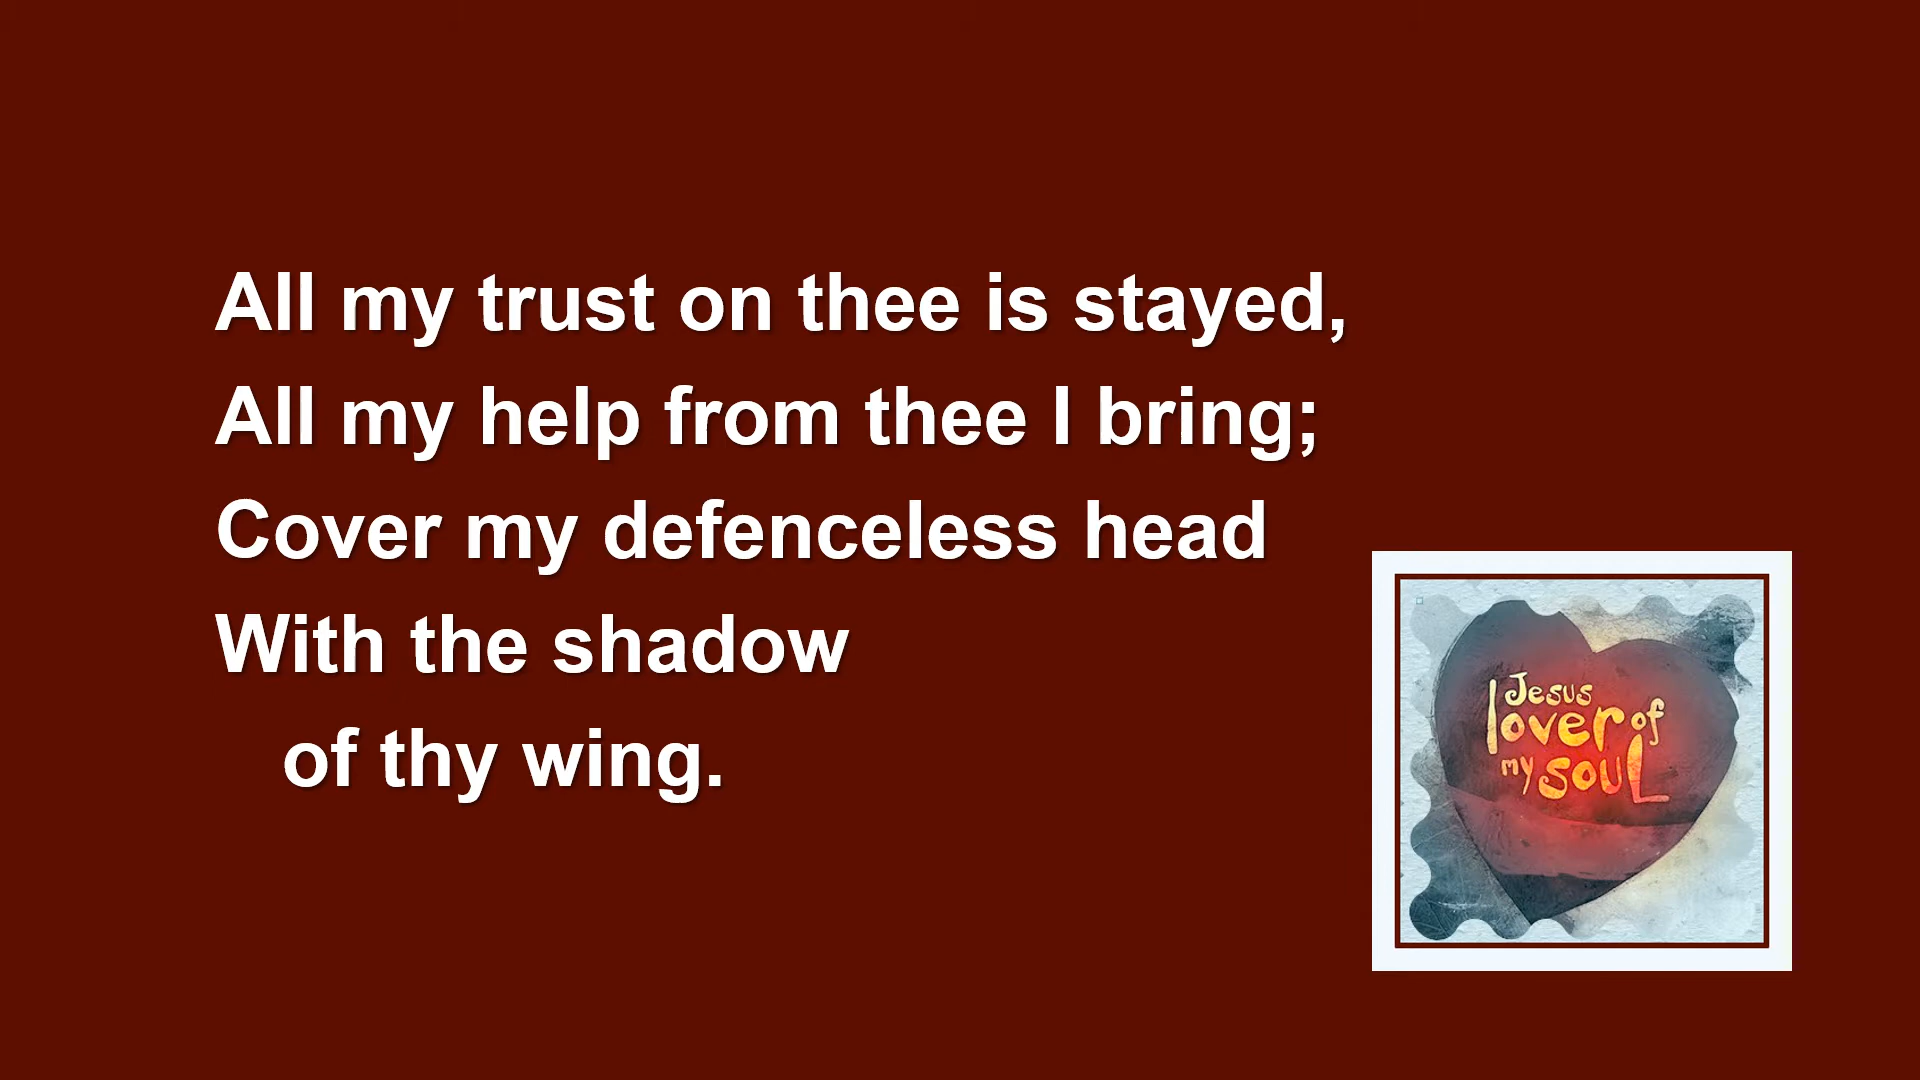 All my trust on thee is stayed,
All my help from thee I bring;
Cover my defenceless head
With the shadow
of thy wing.
Jesus
lover of
my soul